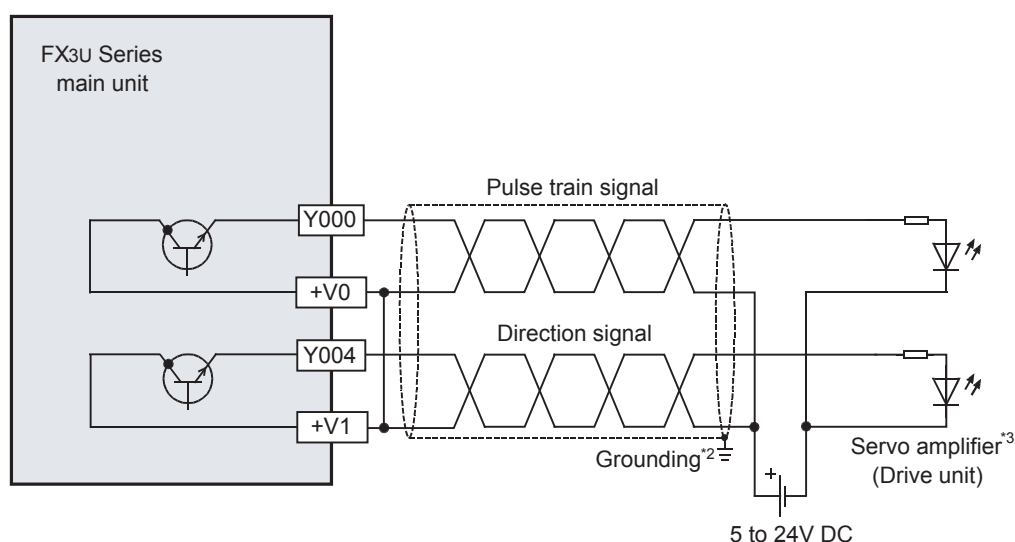 FX3U Series
main unit
Pulse train signal
Y000
+V0
Direction signal
Y004
+V1
Grounding*2
Servo amplifier*3
(Drive unit)
+
5 to 24V DC